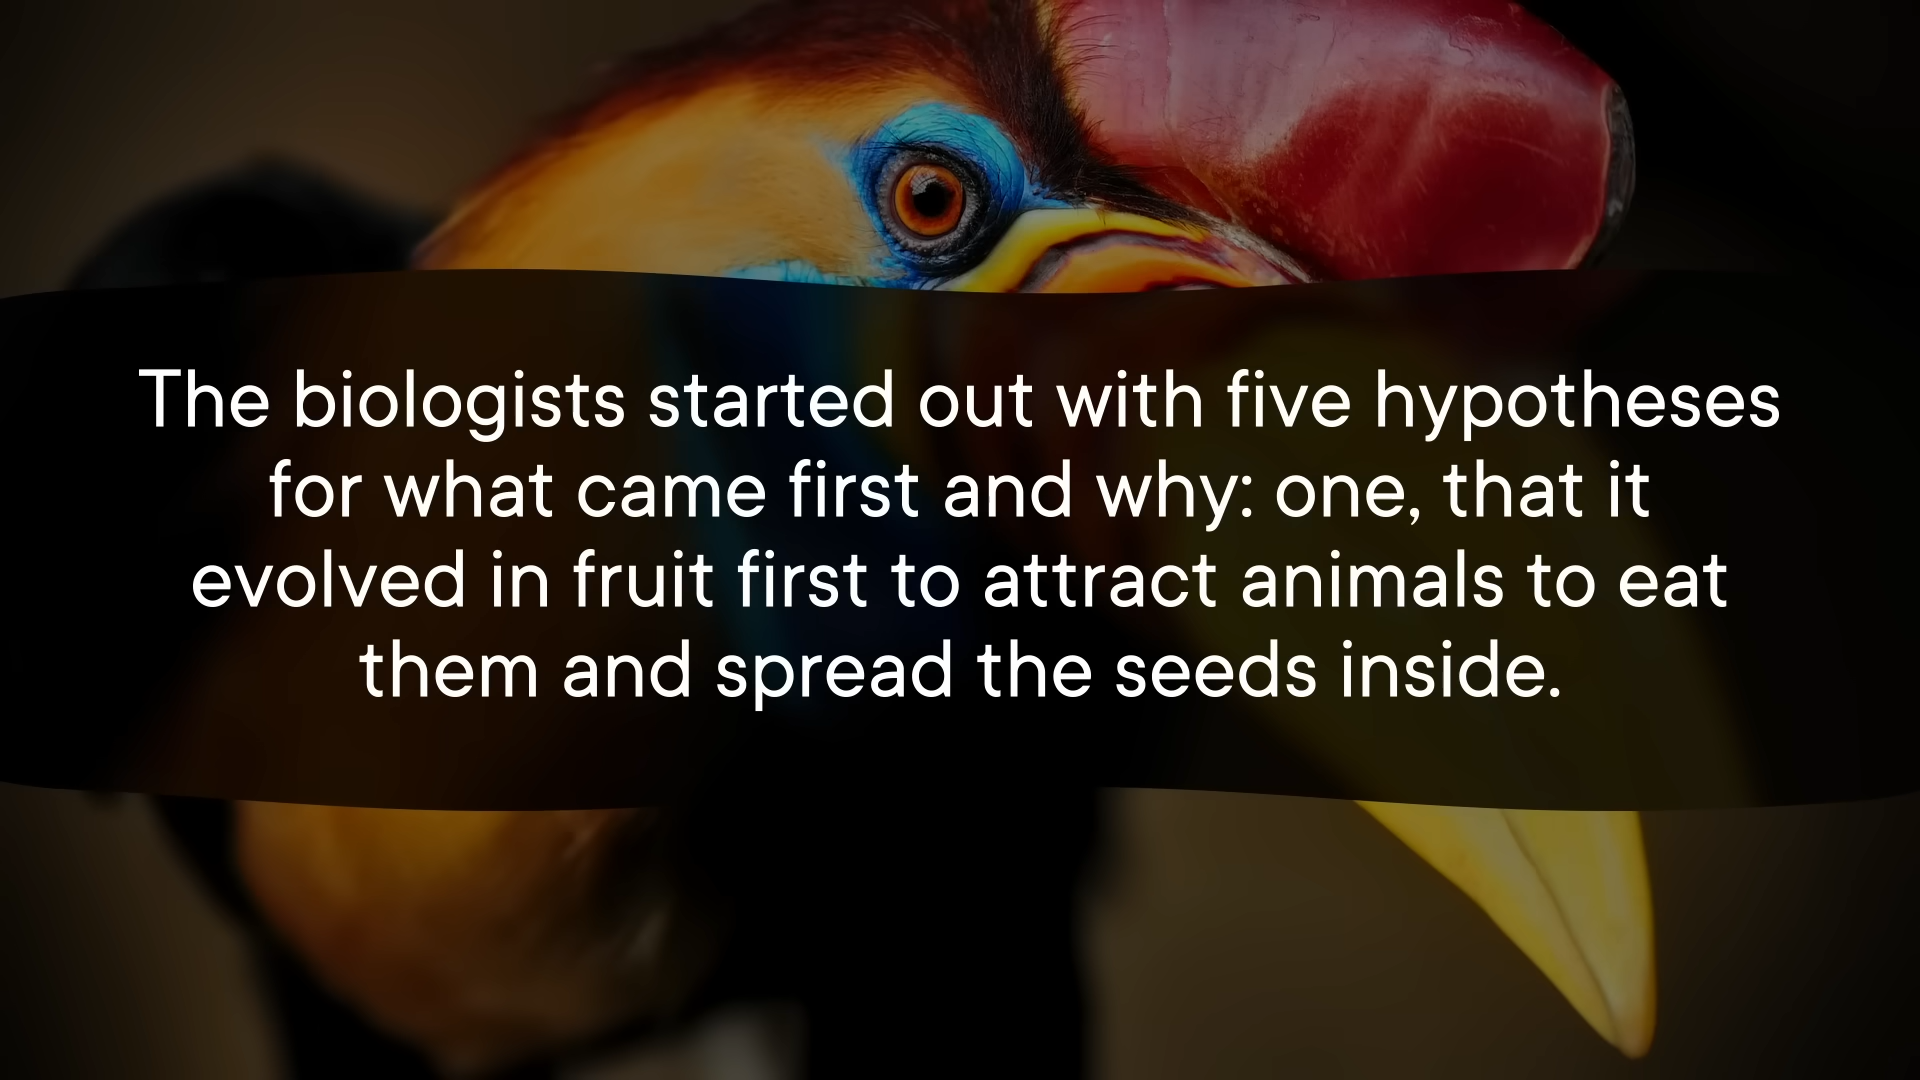 The biologists started out with five hypotheses
for what came first and why: one, that it
evolved in fruit first to attract animals to eat
them and spread the seeds inside.